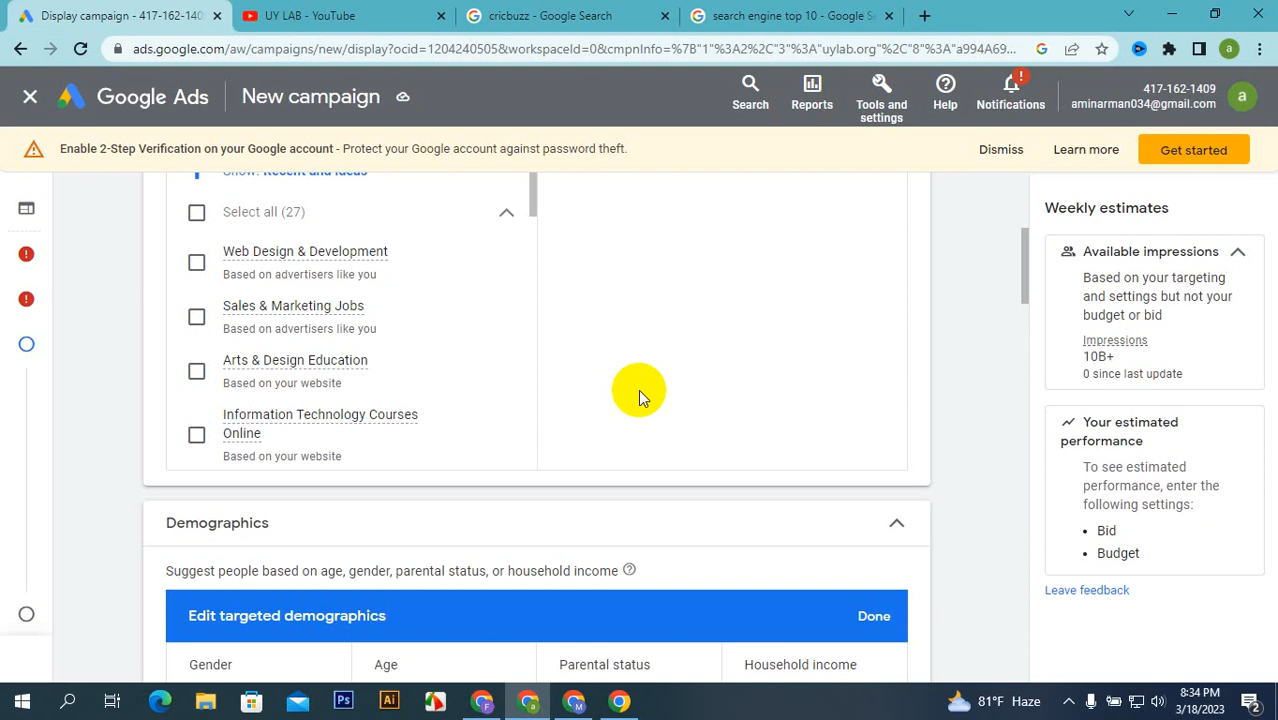 Display campaign - 417-162-140
UY LAB - YouTube
cricbuzz - Google Search
search engine top 10 - Google Se
ads.google.com/aw/campaigns/new/display?ocid=1204240505&workspaceId=0&cmpnInfo=%7B"1"%3A2%2C"3"%3A"uylab.org"%2C"8"%3A"a994A69...
a
Google Ads
New campaign
Search
Reports
Tools and settings
Help
Notifications
417-162-1409
aminarman034@gmail.com
a
Enable 2-Step Verification on your Google account - Protect your Google account against password theft.
Dismiss
Learn more
Get started
Show: Recent and Ideas
Select all (27)
Web Design & Development
Based on advertisers like you
Sales & Marketing Jobs
Based on advertisers like you
Arts & Design Education
Based on your website
Information Technology Courses
Online
Based on your website
Demographics
Suggest people based on age, gender, parental status, or household income
Edit targeted demographics
Done
Gender
Age
Parental status
Household income
Weekly estimates
Available impressions
Based on your targeting
and settings but not your
budget or bid
Impressions
10B+
0 since last update
Your estimated
performance
To see estimated
performance, enter the
following settings:
• Bid
• Budget
Leave feedback
Ps
Ai
F
a
M
81°F Haze
8:34 PM
3/18/2023
2